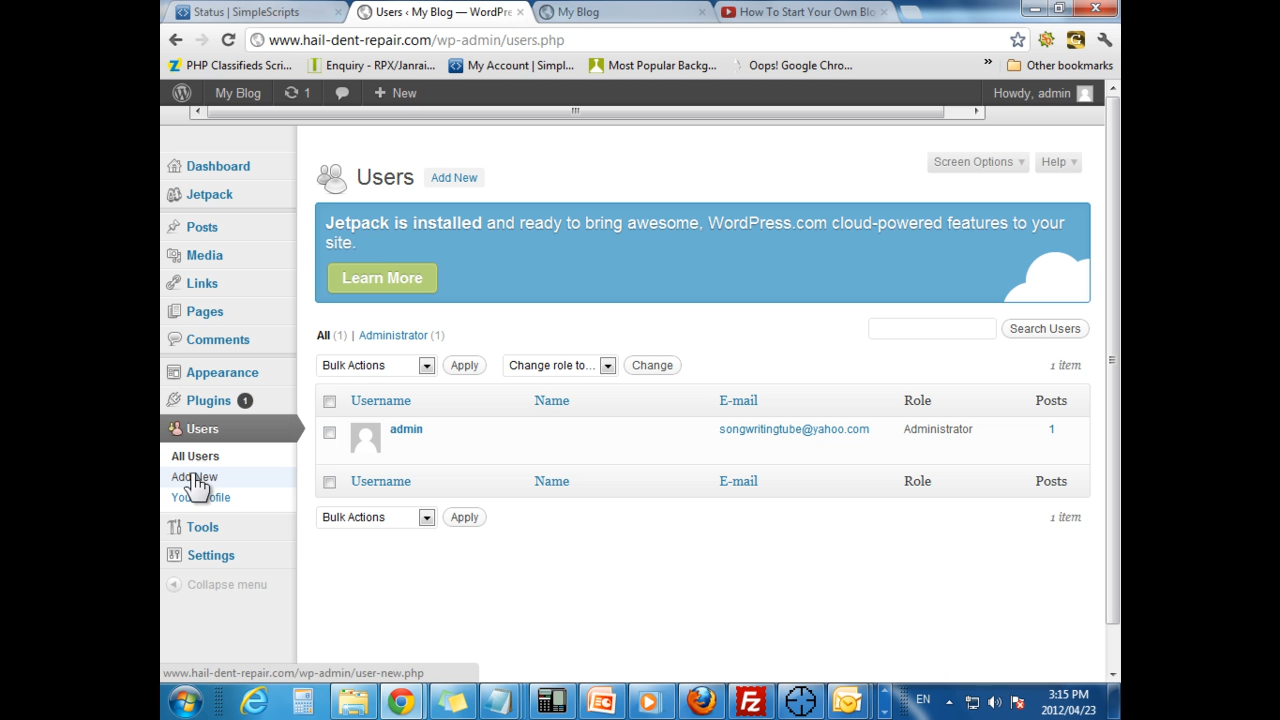 Status | SimpleScripts
Users ‹ My Blog — WordPre
My Blog
How To Start Your Own Blo
www.hail-dent-repair.com/wp-admin/users.php
PHP Classifieds Scri...
Enquiry - RPX/Janrai...
My Account | Simpl...
Most Popular Backg...
Oops! Google Chro...
»
Other bookmarks
My Blog
1
+ New
Howdy, admin
Dashboard
Jetpack
Posts
Media
Links
Pages
Comments
Appearance
Plugins 1
Users
All Users
Add New
Your Profile
Tools
Settings
Collapse menu
Users
Add New
Screen Options
Help
Jetpack is installed and ready to bring awesome, WordPress.com cloud-powered features to your
site.
Learn More
All (1) | Administrator (1)
Search Users
Bulk Actions
Apply
Change role to...
Change
1 item
Username
Name
E-mail
Role
Posts
admin
songwritingtube@yahoo.com
Administrator
1
Username
Name
E-mail
Role
Posts
Bulk Actions
Apply
1 item
www.hail-dent-repair.com/wp-admin/user-new.php
EN
3:15 PM
2012/04/23